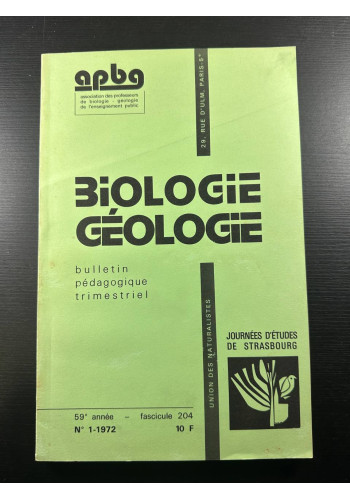 apbg
association des professeurs
de biologie - géologie
de l'enseignement public
29, RUE D'ULM, PARIS-5e
BiOLOGiE
GÉOLOGiE
bulletin
pédagogique
trimestriel
UNION DES NATURALISTES
JOURNÉES D'ÉTUDES
DE STRASBOURG
59e année - fascicule 204
N° 1-1972 10 F